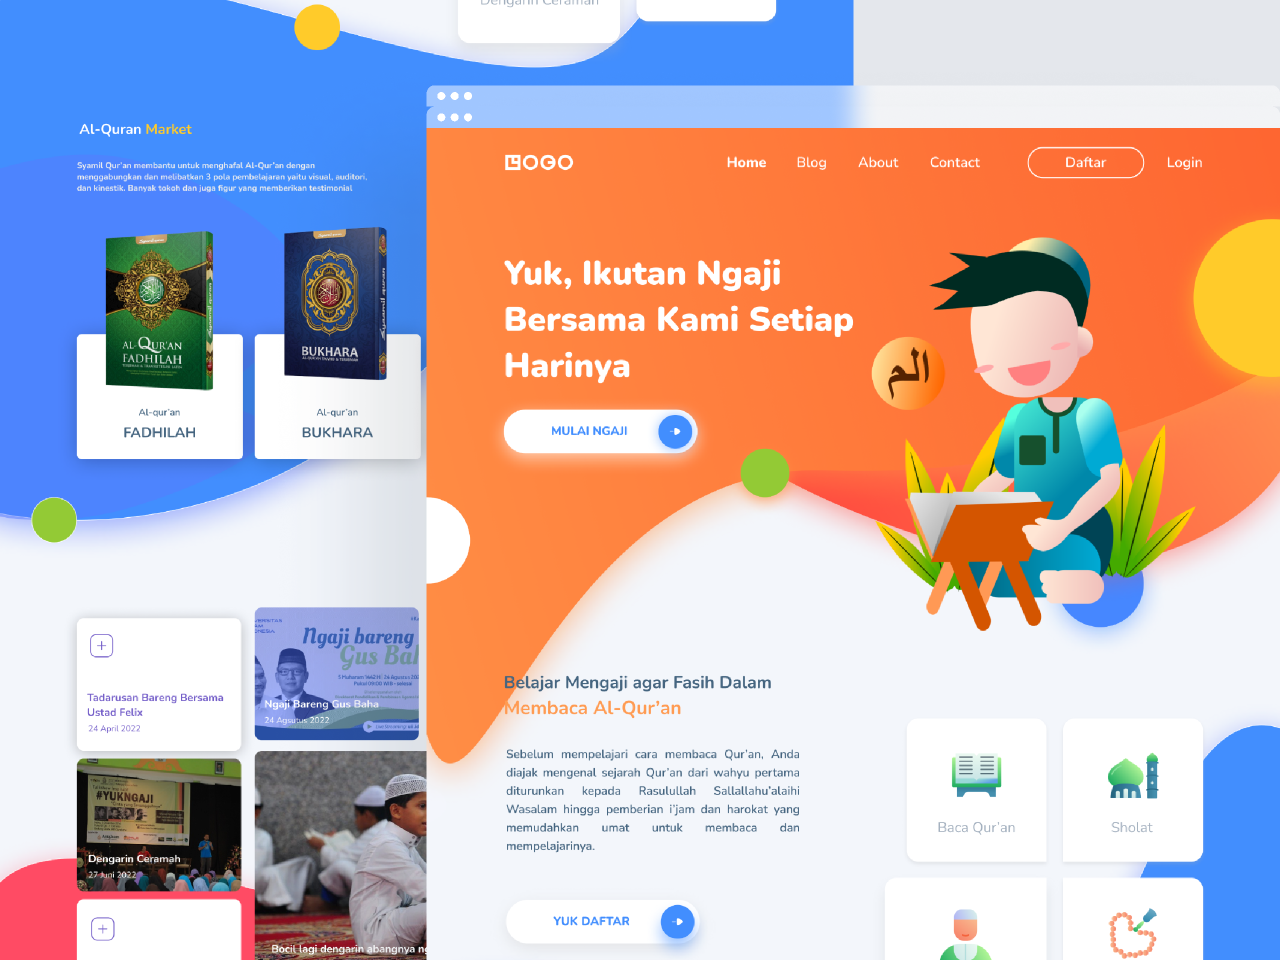 Dengarin Ceramah
Al-Quran Market
Syamil Qur'an membantu untuk menghafal Al-Qur'an dengan
menggabungkan dan melibatkan 3 pola pembelajaran yaitu visual, auditori,
dan kinestik. Banyak tokoh dan juga figur yang memberikan testimonial
AL-QUR'AN
FADHILAH
Al-qur'an
FADHILAH
BUKHARA
Al-qur'an
BUKHARA
Tadarusan Bareng Bersama
Ustad Felix
24 April 2022
Ngaji bareng
Gus Bah
Ngaji Bareng Gus Baha
24 Agustus 2022
#YUKNGAJI
Dengarin Ceramah
27 Juni 2022
Bocil lagi dengarin abangnya ng
LOGO
Home
Blog
About
Contact
Daftar
Login
Yuk, Ikutan Ngaji
Bersama Kami Setiap
Harinya
MULAI NGAJI
الم
Belajar Mengaji agar Fasih Dalam
Membaca Al-Qur'an
Sebelum mempelajari cara membaca Qur'an, Anda
diajak mengenal sejarah Qur'an dari wahyu pertama
diturunkan kepada Rasulullah Sallallahu'alaihi
Wasalam hingga pemberian i'jam dan harokat yang
memudahkan umat untuk membaca dan
mempelajarinya.
YUK DAFTAR
Baca Qur'an
Sholat